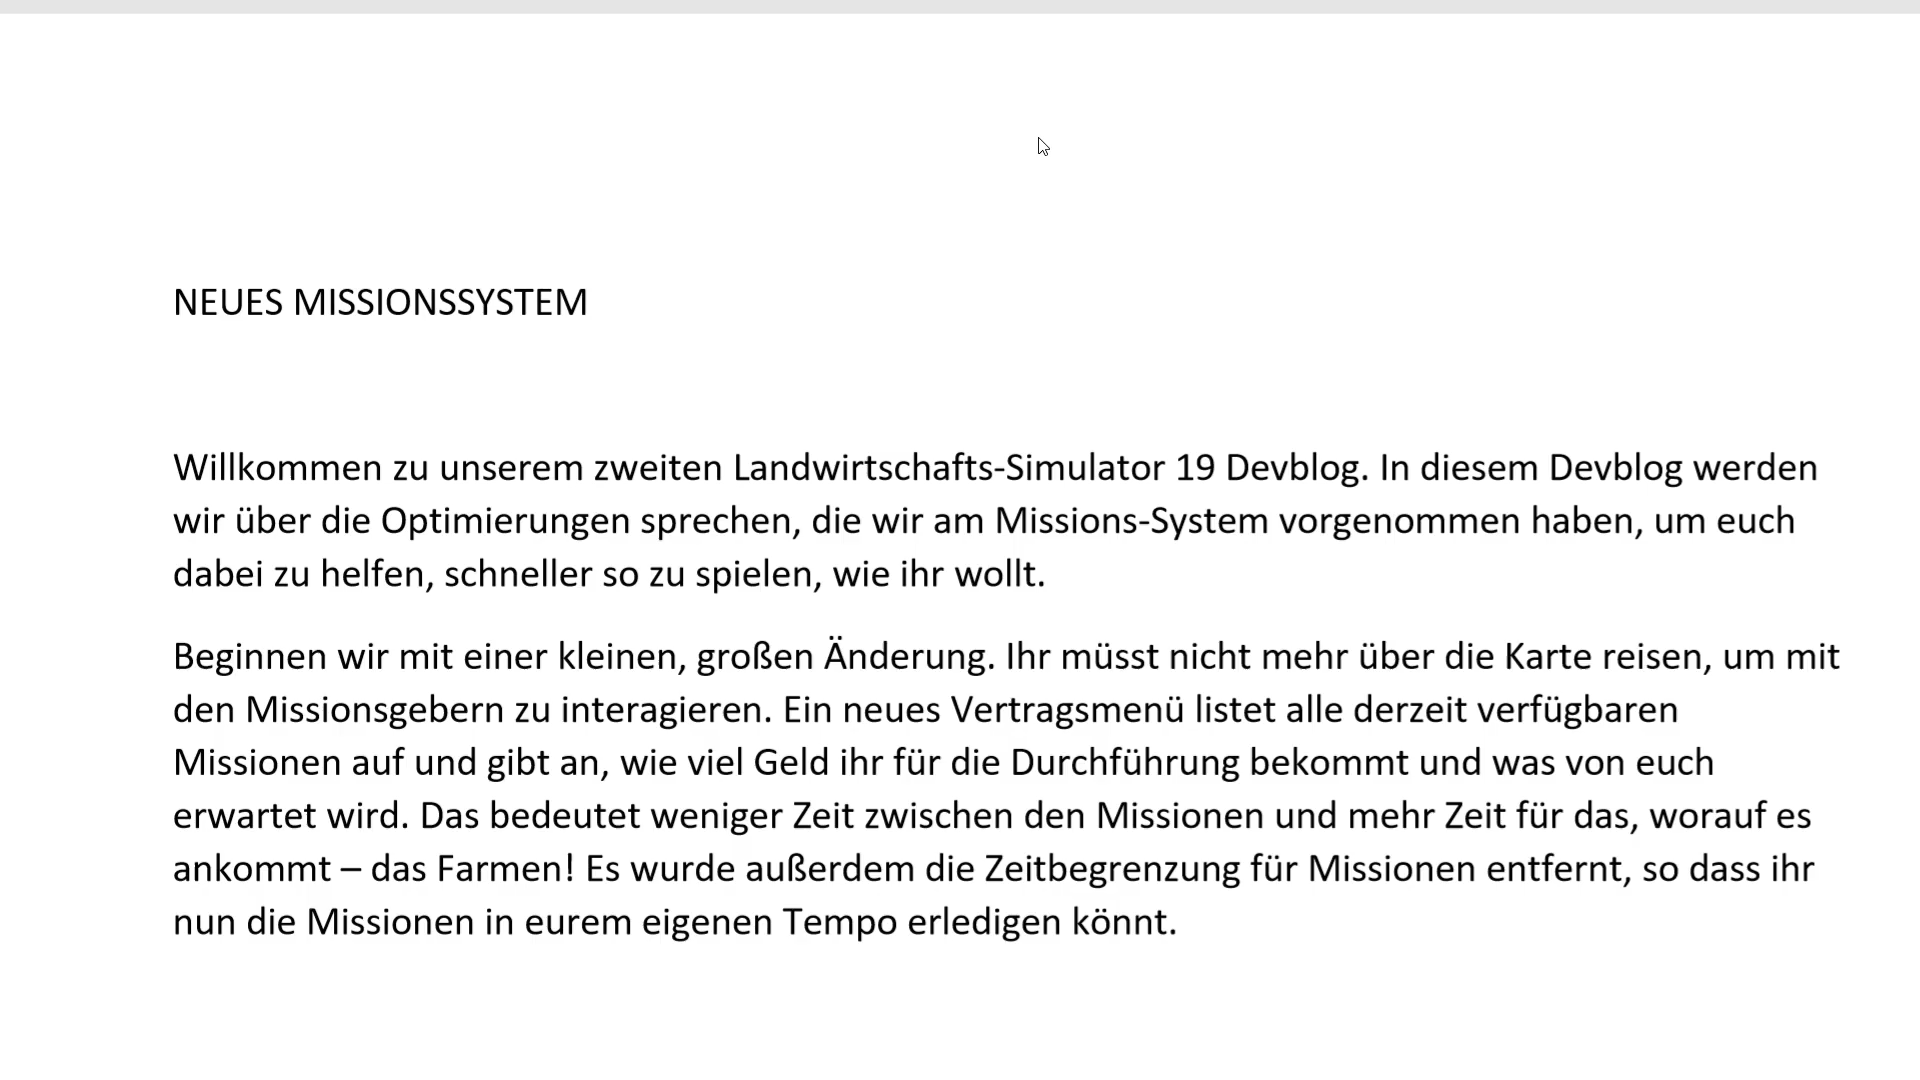 NEUES MISSIONSSYSTEM
Willkommen zu unserem zweiten Landwirtschafts-Simulator 19 Devblog. In diesem Devblog werden
wir über die Optimierungen sprechen, die wir am Missions-System vorgenommen haben, um euch
dabei zu helfen, schneller so zu spielen, wie ihr wollt.
Beginnen wir mit einer kleinen, großen Änderung. Ihr müsst nicht mehr über die Karte reisen, um mit
den Missionsgebern zu interagieren. Ein neues Vertragsmenü listet alle derzeit verfügbaren
Missionen auf und gibt an, wie viel Geld ihr für die Durchführung bekommt und was von euch
erwartet wird. Das bedeutet weniger Zeit zwischen den Missionen und mehr Zeit für das, worauf es
ankommt – das Farmen! Es wurde außerdem die Zeitbegrenzung für Missionen entfernt, so dass ihr
nun die Missionen in eurem eigenen Tempo erledigen könnt.